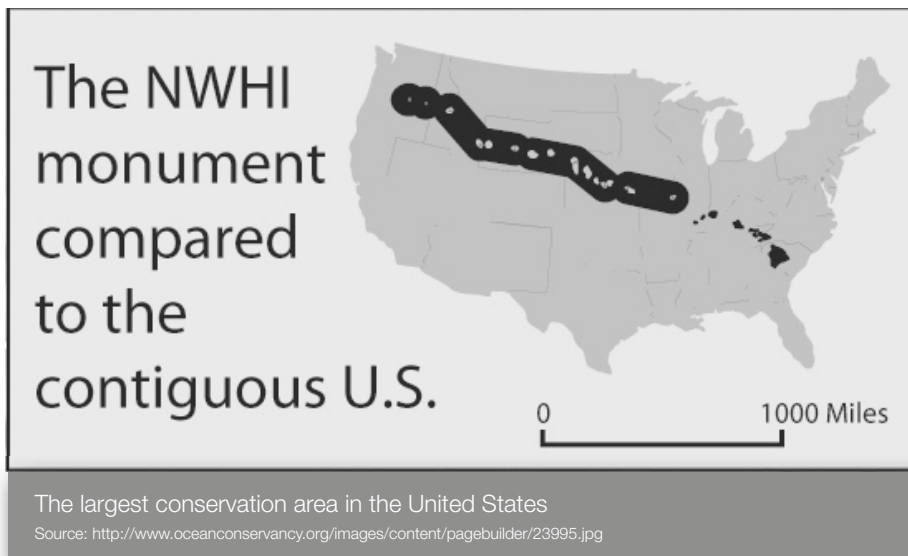 The NWHI
monument
compared
to the
contiguous U.S.
0 1000 Miles
The largest conservation area in the United States
Source: http://www.oceanconservancy.org/images/content/pagebuilder/23995.jpg